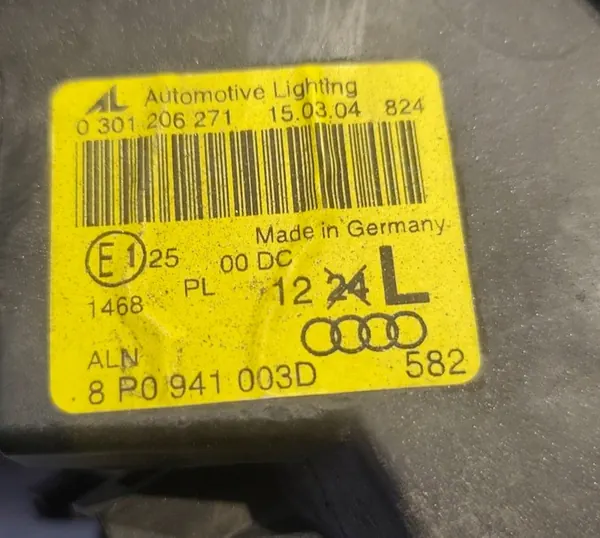 AL Automotive Lighting
0 301 206 271 15.03.04 824
Made in Germany
E1 25 00 DC
1468 PL 12 24 L
ALN
8 P0 941 003D 582